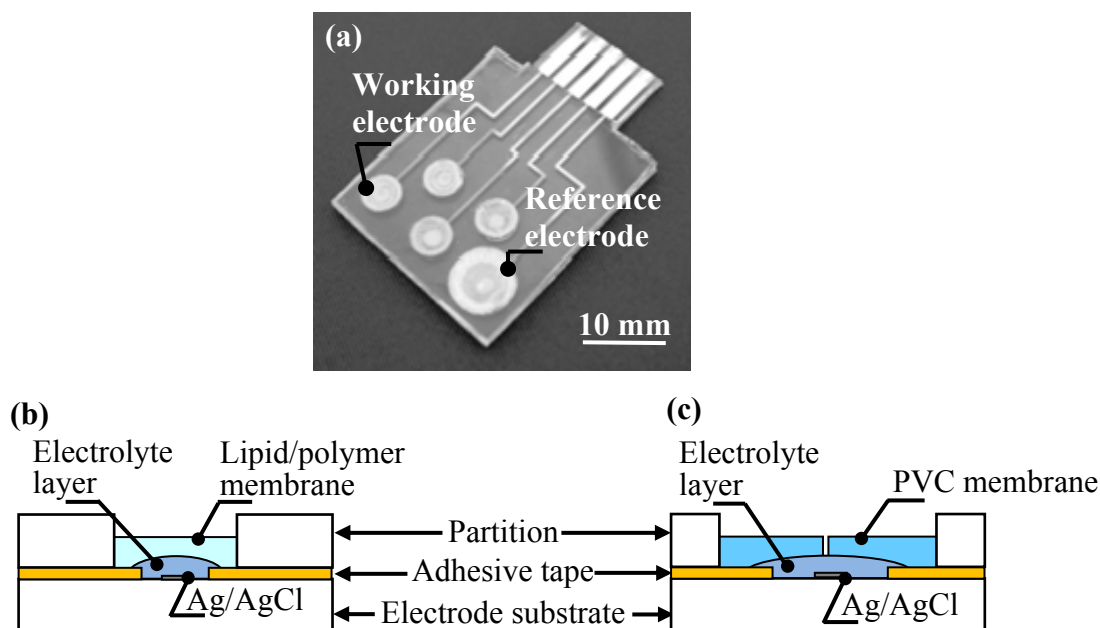 (a)
Working
electrode
Reference
electrode
10 mm
(b)
Electrolyte
layer
Lipid/polymer
membrane
Ag/AgCl
Partition
Adhesive tape
Electrode substrate
(c)
Electrolyte
layer
PVC membrane
Ag/AgCl